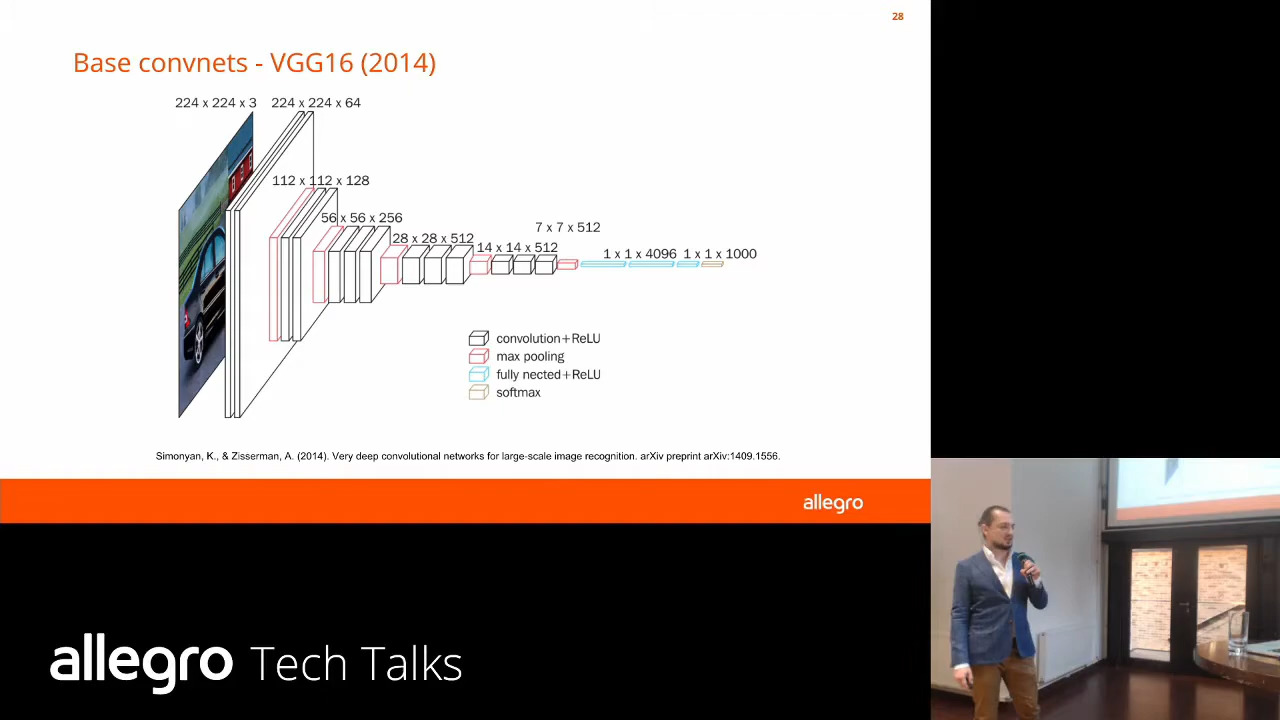 28
Base convnets - VGG16 (2014)
224 x 224 x 3
224 x 224 x 64
112 x 112 x 128
56 x 56 x 256
28 x 28 x 512
14 x 14 x 512
7 x 7 x 512
1 x 1 x 4096
1 x 1 x 1000
convolution+ReLU
max pooling
fully nected+ReLU
softmax
Simonyan, K., & Zisserman, A. (2014). Very deep convolutional networks for large-scale image recognition. arXiv preprint arXiv:1409.1556.
allegro
allegro Tech Talks